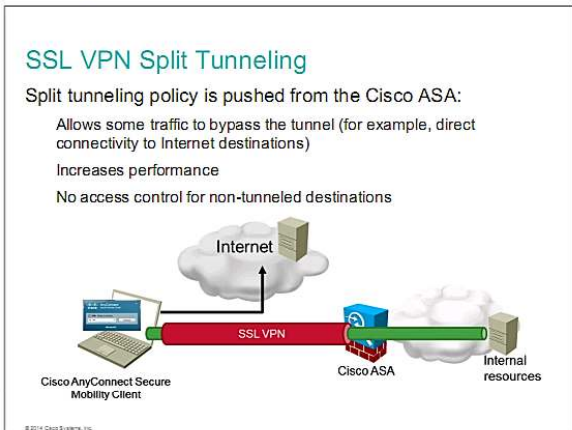 SSL VPN Split Tunneling
Split tunneling policy is pushed from the Cisco ASA:
Allows some traffic to bypass the tunnel (for example, direct
connectivity to Internet destinations)
Increases performance
No access control for non-tunneled destinations
Internet
SSL VPN
Cisco ASA
Internal
resources
Cisco AnyConnect Secure
Mobility Client
© 2014 Cisco Systems, Inc.